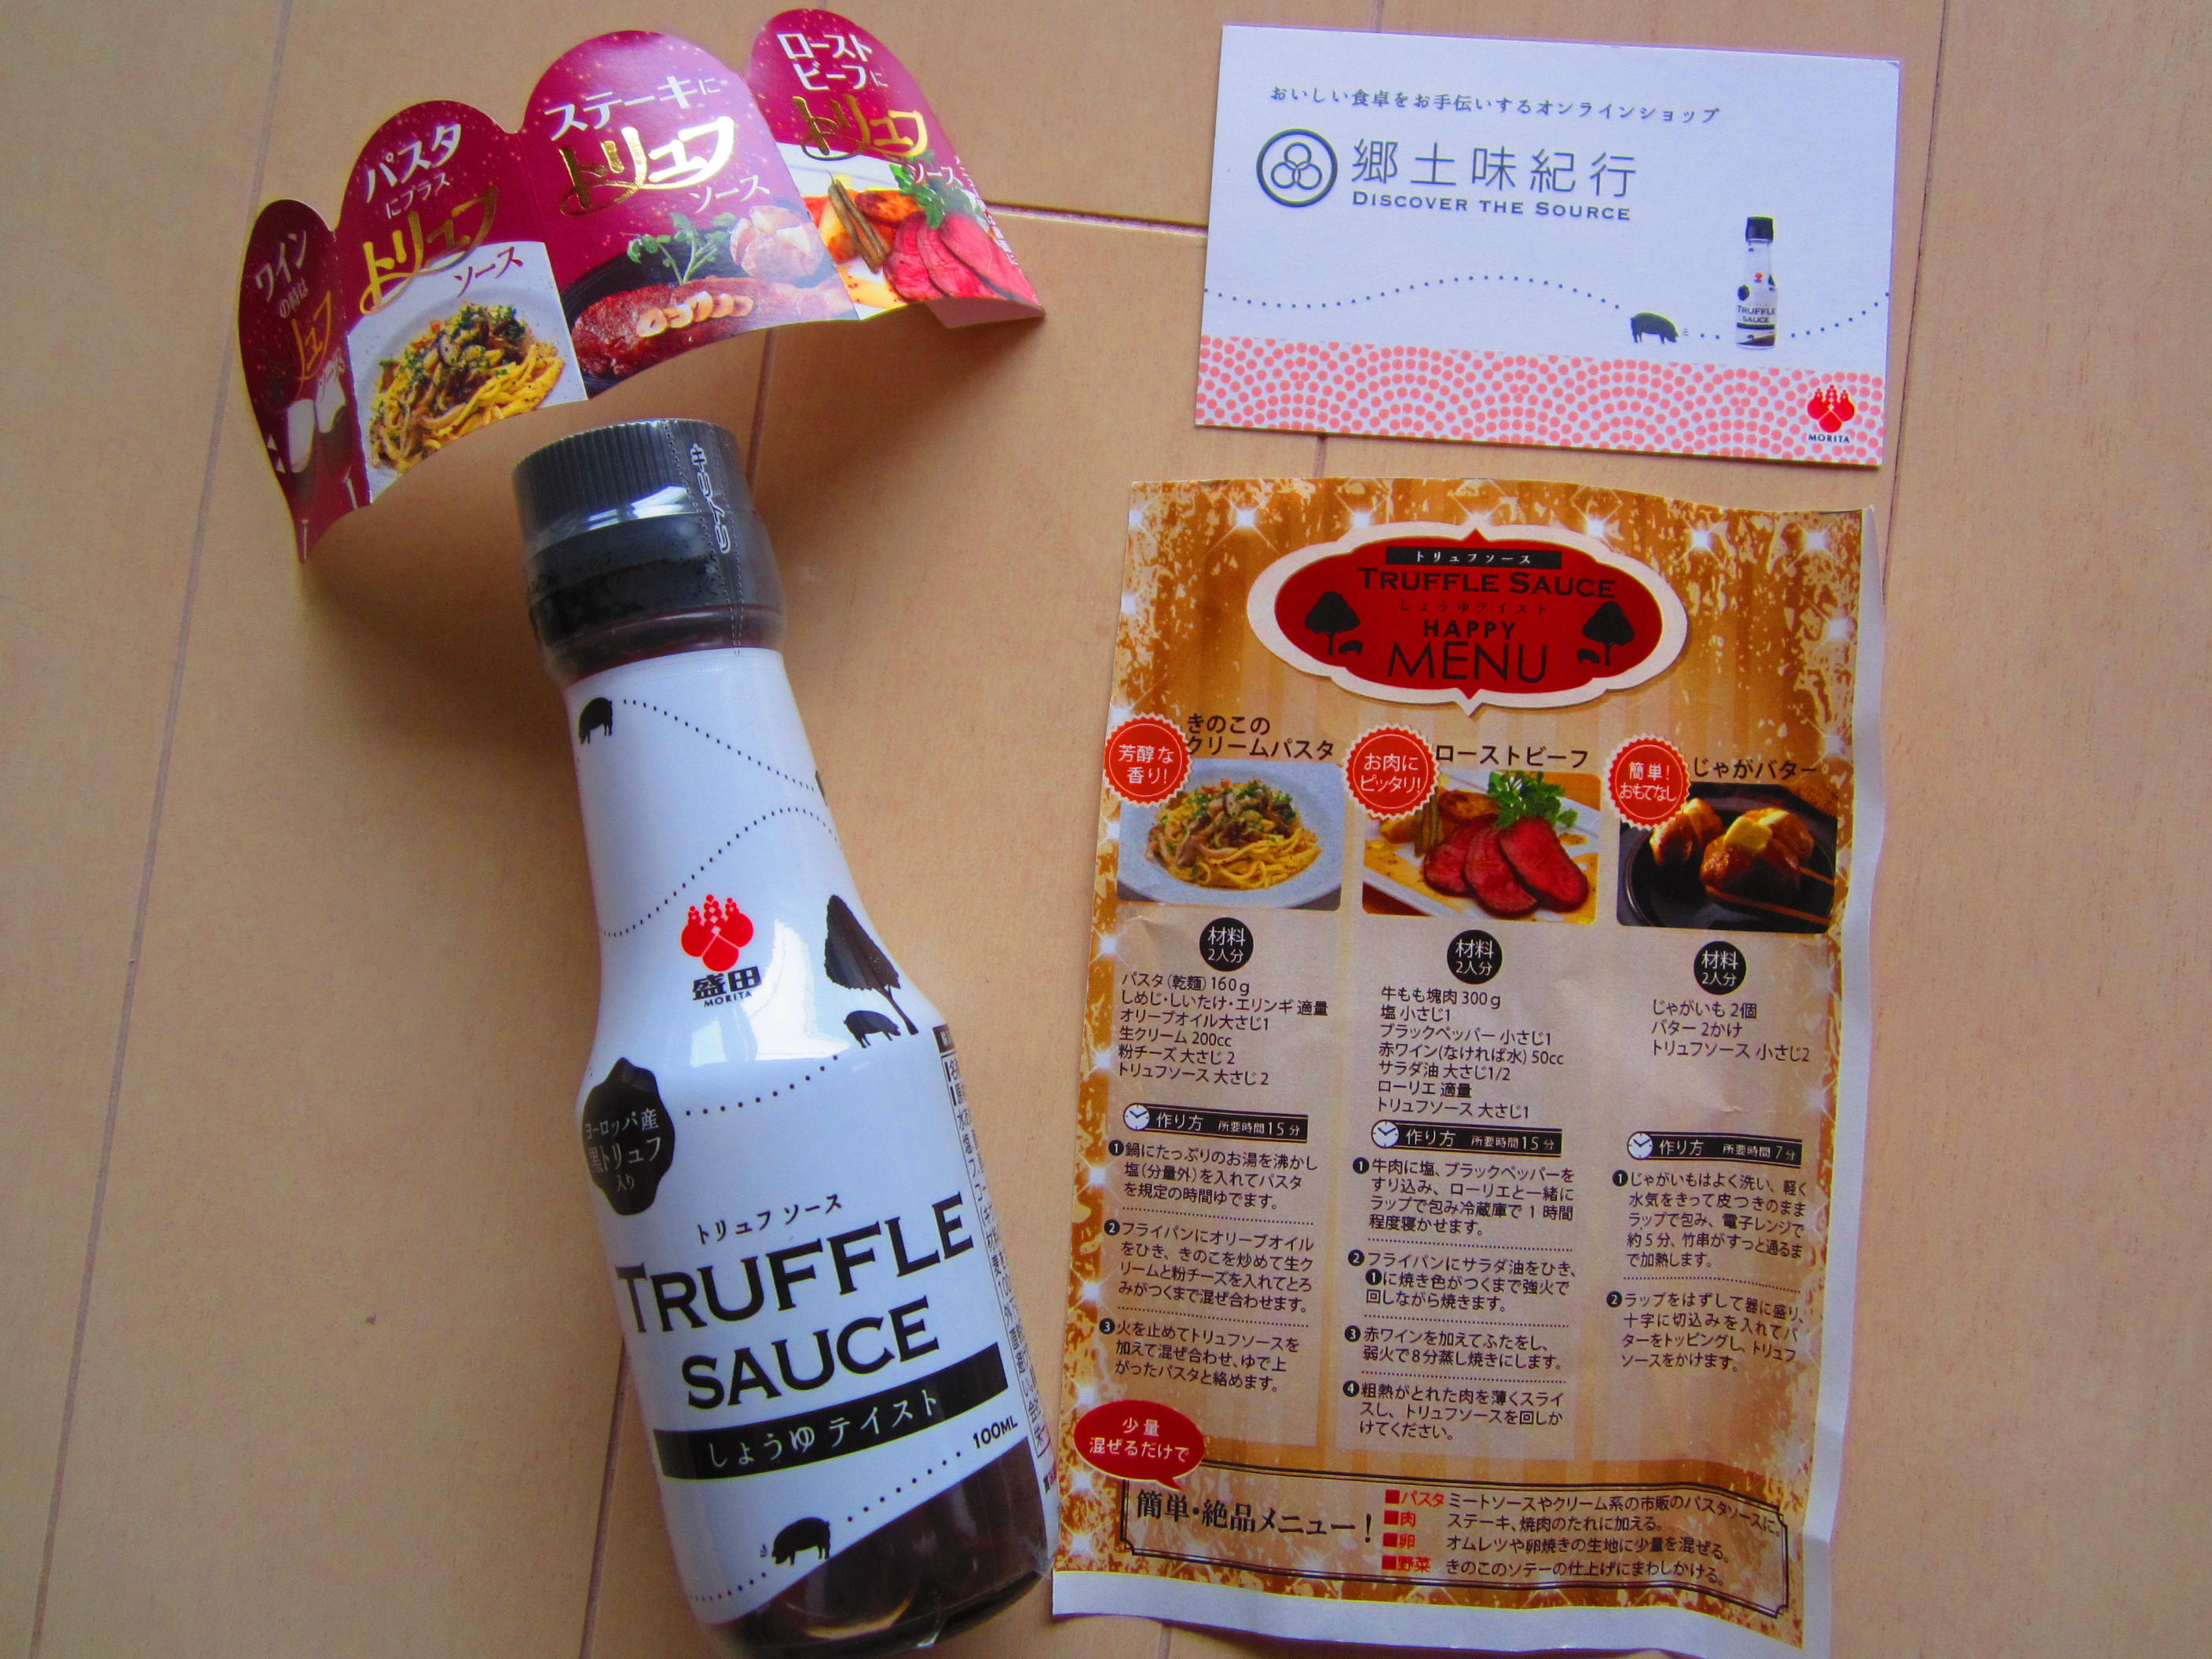 ワイン
の時は
トリュフ
ソース
パスタ
にプラス
トリュフ
ソース
ステーキに
トリュフ
ソース
ロースト
ビーフに
トリュフ
ソース
おいしい食卓をお手伝いするオンラインショップ
郷土味紀行
DISCOVER THE SOURCE
TRUFFLE
SAUCE
MORITA
キリトリ
盛田
MORITA
ヨーロッパ産
黒トリュフ
入り
トリュフ ソース
TRUFFLE
SAUCE
しょうゆテイスト
100ML
トリュフソース
TRUFFLE SAUCE
しょうゆテイスト
HAPPY
MENU
芳醇な
香り!
きのこの
クリームパスタ
材料
2人分
パスタ(乾麺)160g
しめじ・しいたけ・エリンギ 適量
オリーブオイル大さじ1
生クリーム 200cc
粉チーズ 大さじ2
トリュフソース 大さじ2
作り方 所要時間15分
❶鍋にたっぷりのお湯を沸かし
塩(分量外)を入れてパスタ
を規定の時間ゆでます。
❷フライパンにオリーブオイル
をひき、きのこを炒めて生ク
リームと粉チーズを入れてとろ
みがつくまで混ぜ合わせます。
❸火を止めてトリュフソースを
加えて混ぜ合わせ、ゆで上
がったパスタと絡めます。
お肉に
ピッタリ!
ローストビーフ
材料
2人分
牛もも塊肉 300g
塩 小さじ1
ブラックペッパー 小さじ1
赤ワイン(なければ水) 50cc
サラダ油 大さじ1/2
ローリエ 適量
トリュフソース 大さじ1
作り方 所要時間15分
❶牛肉に塩、ブラックペッパーを
すり込み、ローリエと一緒に
ラップで包み冷蔵庫で1時間
程度寝かせます。
❷フライパンにサラダ油をひき、
❶に焼き色がつくまで強火で
回しながら焼きます。
❸赤ワインを加えてふたをし、
弱火で8分蒸し焼きにします。
❹粗熱がとれた肉を薄くスライ
スし、トリュフソースを回しか
けてください。
簡単!
おもてなし
じゃがバター
材料
2人分
じゃがいも 2個
バター 2かけ
トリュフソース 小さじ2
作り方 所要時間7分
❶じゃがいもはよく洗い、軽く
水気をきって皮つきのまま
ラップで包み、電子レンジで
約5分、竹串がすっと通るま
で加熱します。
❷ラップをはずして器に盛り、
十字に切込みを入れてバ
ターをトッピングし、トリュフ
ソースをかけます。
少量
混ぜるだけで
簡単・絶品メニュー!
■パスタ ミートソースやクリーム系の市販のパスタソースに。
■肉 ステーキ、焼肉のたれに加える。
■卵 オムレツや卵焼きの生地に少量を混ぜる。
■野菜 きのこのソテーの仕上げにまわしかける。